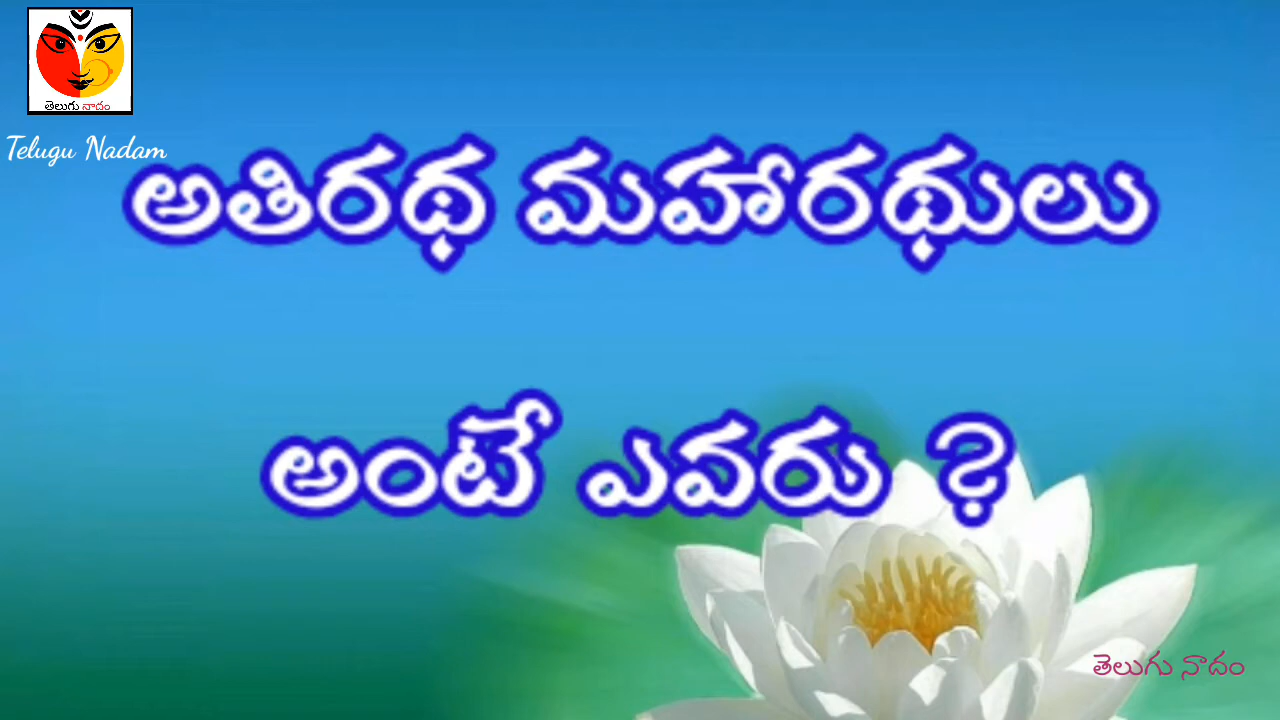 తెలుగు నాదం
Telugu Nadam
అతిరథ మహారథులు
అంటే ఎవరు ?
తెలుగు నాదం